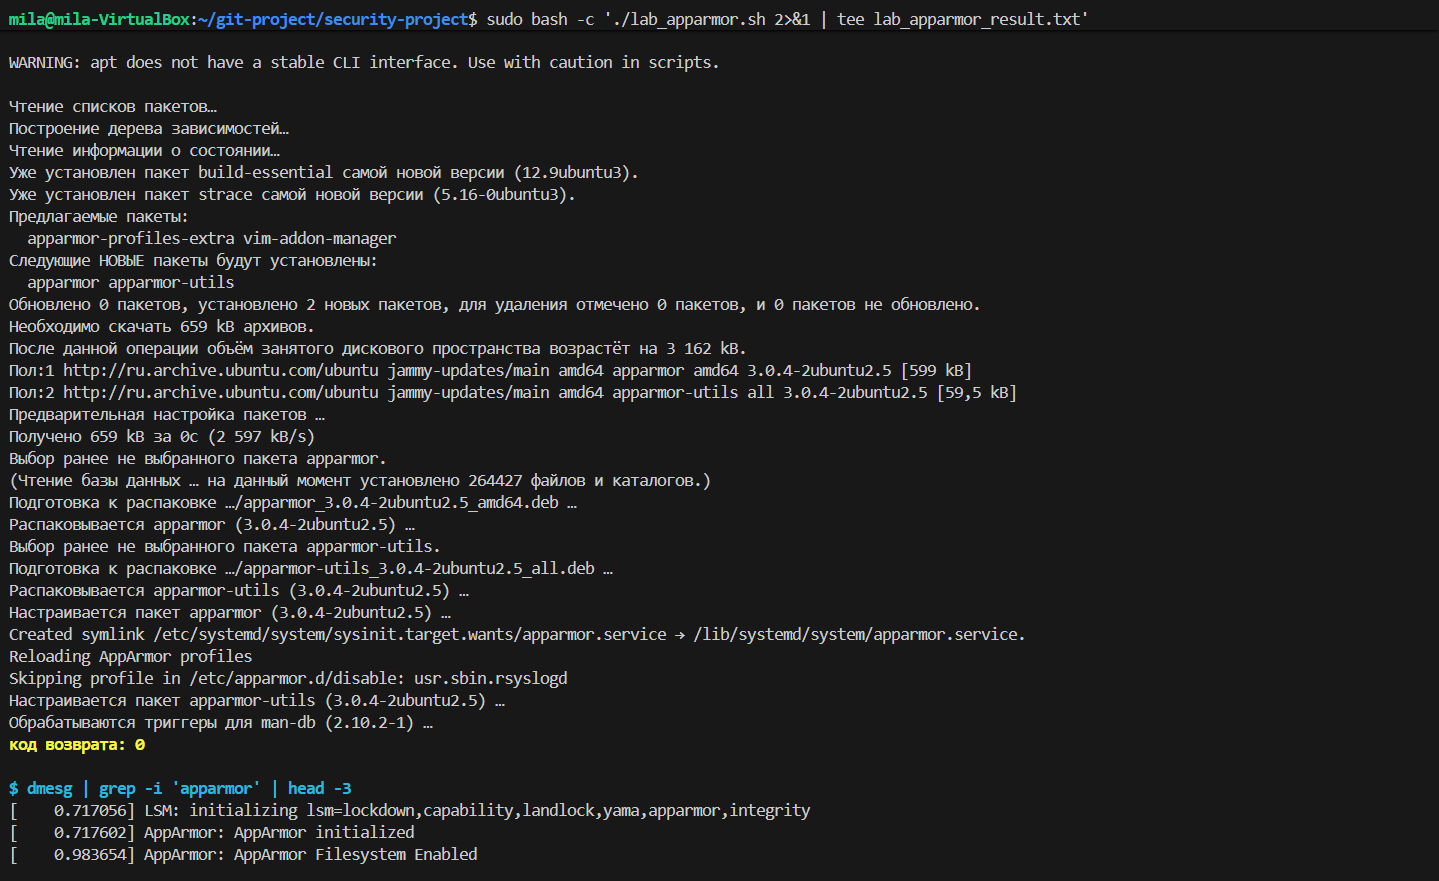 mila@mila-VirtualBox:~/git-project/security-project$ sudo bash -c './lab_apparmor.sh 2>&1 | tee lab_apparmor_result.txt'
WARNING: apt does not have a stable CLI interface. Use with caution in scripts.
Чтение списков пакетов…
Построение дерева зависимостей…
Чтение информации о состоянии…
Уже установлен пакет build-essential самой новой версии (12.9ubuntu3).
Уже установлен пакет strace самой новой версии (5.16-0ubuntu3).
Предлагаемые пакеты:
  apparmor-profiles-extra vim-addon-manager
Следующие НОВЫЕ пакеты будут установлены:
  apparmor apparmor-utils
Обновлено 0 пакетов, установлено 2 новых пакетов, для удаления отмечено 0 пакетов, и 0 пакетов не обновлено.
Необходимо скачать 659 kB архивов.
После данной операции объём занятого дискового пространства возрастёт на 3 162 kB.
Пол:1 http://ru.archive.ubuntu.com/ubuntu jammy-updates/main amd64 apparmor amd64 3.0.4-2ubuntu2.5 [599 kB]
Пол:2 http://ru.archive.ubuntu.com/ubuntu jammy-updates/main amd64 apparmor-utils all 3.0.4-2ubuntu2.5 [59,5 kB]
Предварительная настройка пакетов …
Получено 659 kB за 0с (2 597 kB/s)
Выбор ранее не выбранного пакета apparmor.
(Чтение базы данных … на данный момент установлено 264427 файлов и каталогов.)
Подготовка к распаковке …/apparmor_3.0.4-2ubuntu2.5_amd64.deb …
Распаковывается apparmor (3.0.4-2ubuntu2.5) …
Выбор ранее не выбранного пакета apparmor-utils.
Подготовка к распаковке …/apparmor-utils_3.0.4-2ubuntu2.5_all.deb …
Распаковывается apparmor-utils (3.0.4-2ubuntu2.5) …
Настраивается пакет apparmor (3.0.4-2ubuntu2.5) …
Created symlink /etc/systemd/system/sysinit.target.wants/apparmor.service → /lib/systemd/system/apparmor.service.
Reloading AppArmor profiles
Skipping profile in /etc/apparmor.d/disable: usr.sbin.rsyslogd
Настраивается пакет apparmor-utils (3.0.4-2ubuntu2.5) …
Обрабатываются триггеры для man-db (2.10.2-1) …
код возврата: 0
$ dmesg | grep -i 'apparmor' | head -3
[    0.717056] LSM: initializing lsm=lockdown,capability,landlock,yama,apparmor,integrity
[    0.717602] AppArmor: AppArmor initialized
[    0.983654] AppArmor: AppArmor Filesystem Enabled